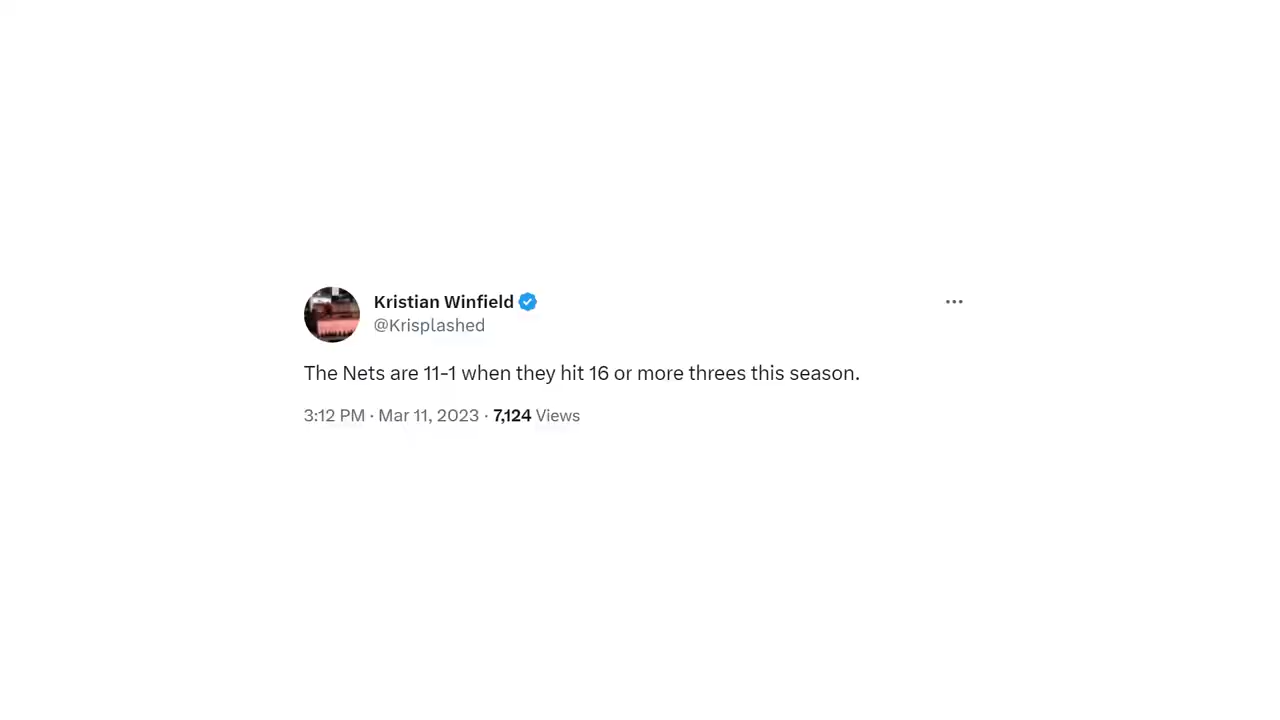 Kristian Winfield
@Krisplashed
The Nets are 11-1 when they hit 16 or more threes this season.
3:12 PM · Mar 11, 2023 · 7,124 Views